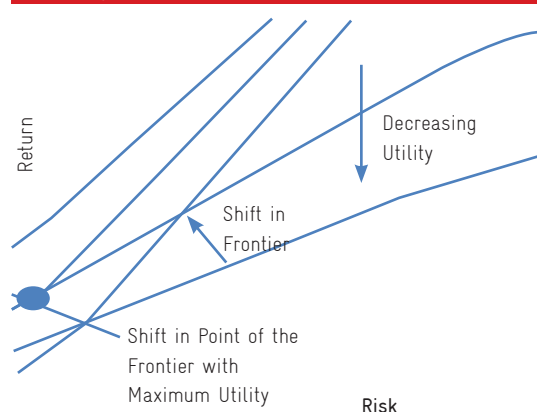 Return
Decreasing
Utility
Shift in
Frontier
Shift in Point of the
Frontier with
Maximum Utility
Risk